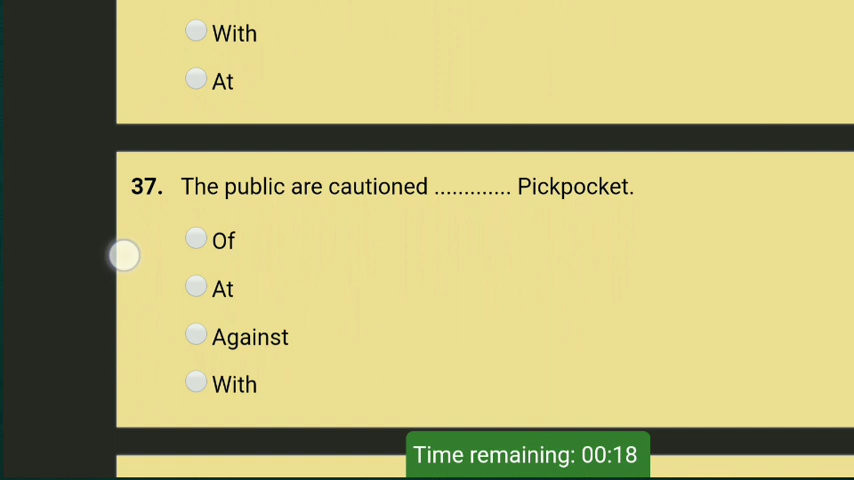 With
At
37. The public are cautioned ............. Pickpocket.
Of
At
Against
With
Time remaining: 00:18